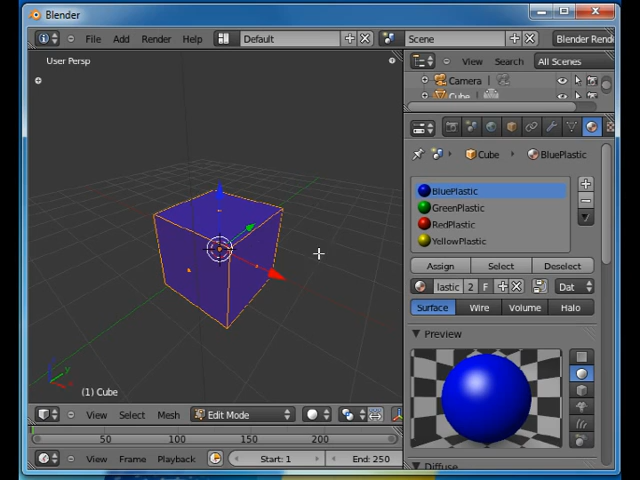 Blender
File Add Render Help Default Scene Blender Rend
User Persp
View Search All Scenes
Camera
Cube
Cube BluePlastic
BluePlastic
GreenPlastic
RedPlastic
YellowPlastic
Assign Select Deselect
lastic 2 F Dat
Surface Wire Volume Halo
Preview
(1) Cube
View Select Mesh Edit Mode
50 100 150 200
View Frame Playback Start: 1 End: 250
Diffuse